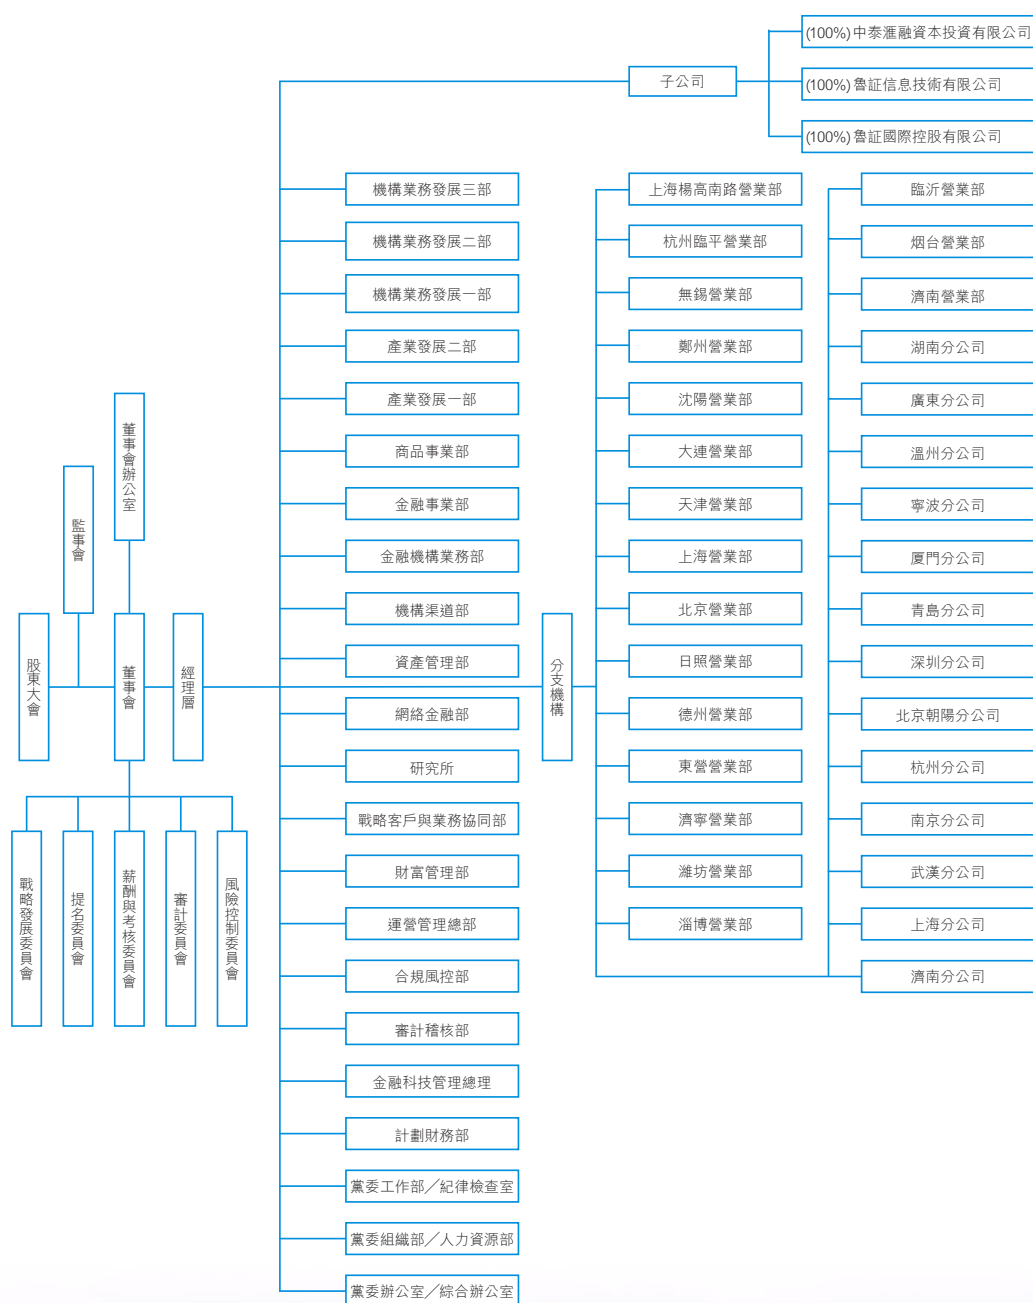 (100%) 中泰滙融資本投資有限公司
子公司
(100%) 魯証信息技術有限公司
(100%) 魯証國際控股有限公司
股東大會
監事會
董事會辦公室
董事會
經理層
戰略發展委員會
提名委員會
薪酬與考核委員會
審計委員會
風險控制委員會
機構業務發展三部
機構業務發展二部
機構業務發展一部
產業發展二部
產業發展一部
商品事業部
金融事業部
金融機構業務部
機構渠道部
資產管理部
網絡金融部
研究所
戰略客戶與業務協同部
財富管理部
運營管理總部
合規風控部
審計稽核部
金融科技管理總理
計劃財務部
黨委工作部╱紀律檢查室
黨委組織部╱人力資源部
黨委辦公室╱綜合辦公室
分支機構
上海楊高南路營業部
杭州臨平營業部
無錫營業部
鄭州營業部
沈陽營業部
大連營業部
天津營業部
上海營業部
北京營業部
日照營業部
德州營業部
東營營業部
濟寧營業部
濰坊營業部
淄博營業部
臨沂營業部
烟台營業部
濟南營業部
湖南分公司
廣東分公司
溫州分公司
寧波分公司
厦門分公司
青島分公司
深圳分公司
北京朝陽分公司
杭州分公司
南京分公司
武漢分公司
上海分公司
濟南分公司